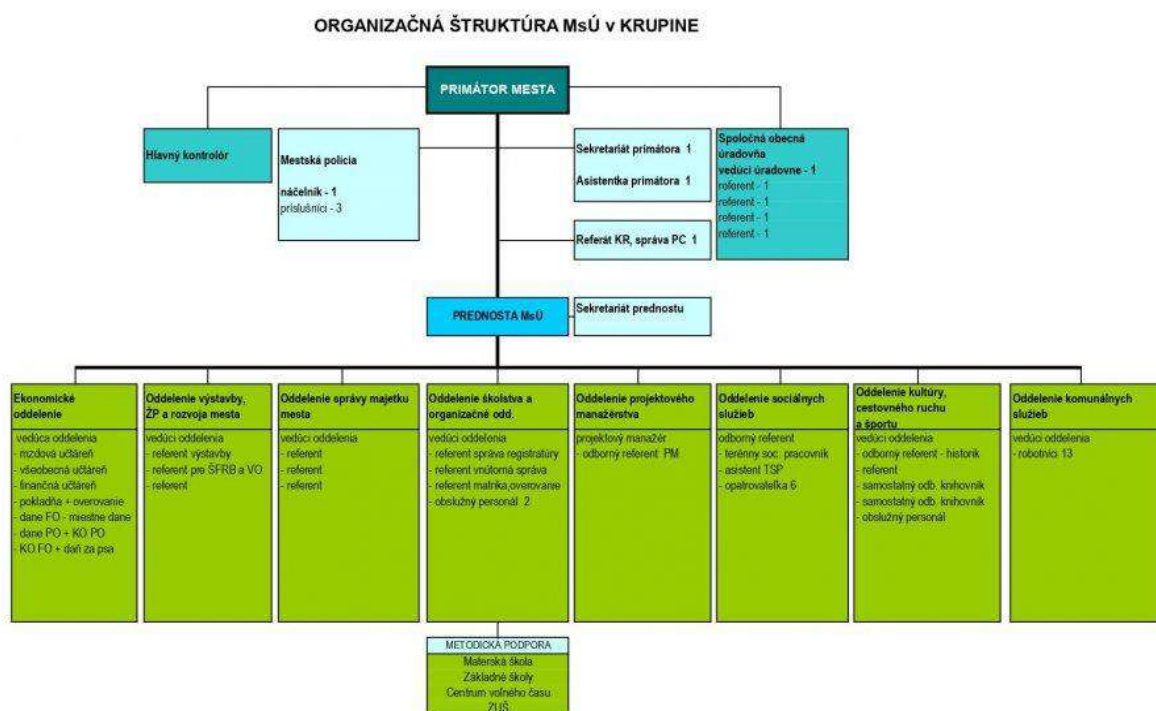 ORGANIZAČNÁ ŠTRUKTÚRA MsÚ v KRUPINE
PRIMÁTOR MESTA
Hlavný kontrolór
Mestská polícia
náčelník - 1
príslušníci - 3
Sekretariát primátora 1
Asistentka primátora 1
Referát KR, správa PC 1
Spoločná obecná
úradovňa
vedúci úradovne - 1
referent - 1
referent - 1
referent - 1
referent - 1
PREDNOSTA MsÚ
Sekretariát prednostu
Ekonomické
oddelenie
vedúca oddelenia
- mzdová učtáreň
- všeobecná učtáreň
- finančná učtáreň
- pokladňa + overovanie
- dane FO - miestne dane
- dane PO + KO PO
- KO FO + daň za psa
Oddelenie výstavby,
ŽP a rozvoja mesta
vedúci oddelenia
- referent výstavby
- referent pre ŠFRB a VO
- referent
Oddelenie správy majetku
mesta
vedúci oddelenia
- referent
- referent
- referent
Oddelenie školstva a
organizačné odd.
vedúci oddelenia
- referent správa registratúry
- referent vnútorná správa
- referent matrika,overovanie
- obslužný personál 2
Oddelenie projektového
manažérstva
projektový manažér
- odborný referent PM
Oddelenie sociálnych
služieb
odborný referent
- terénny soc. pracovník
- asistent TSP
- opatrovateľka 6
Oddelenie kultúry,
cestovného ruchu
a športu
vedúci oddelenia
- odborný referent - historik
- referent
- samostatný odb. knihovník
- samostatný odb. knihovník
- obslužný personál
Oddelenie komunálnych
služieb
vedúci oddelenia
- robotníci 13
METODICKÁ PODPORA
Materská škola
Základné školy
Centrum voľného času
ZUŠ